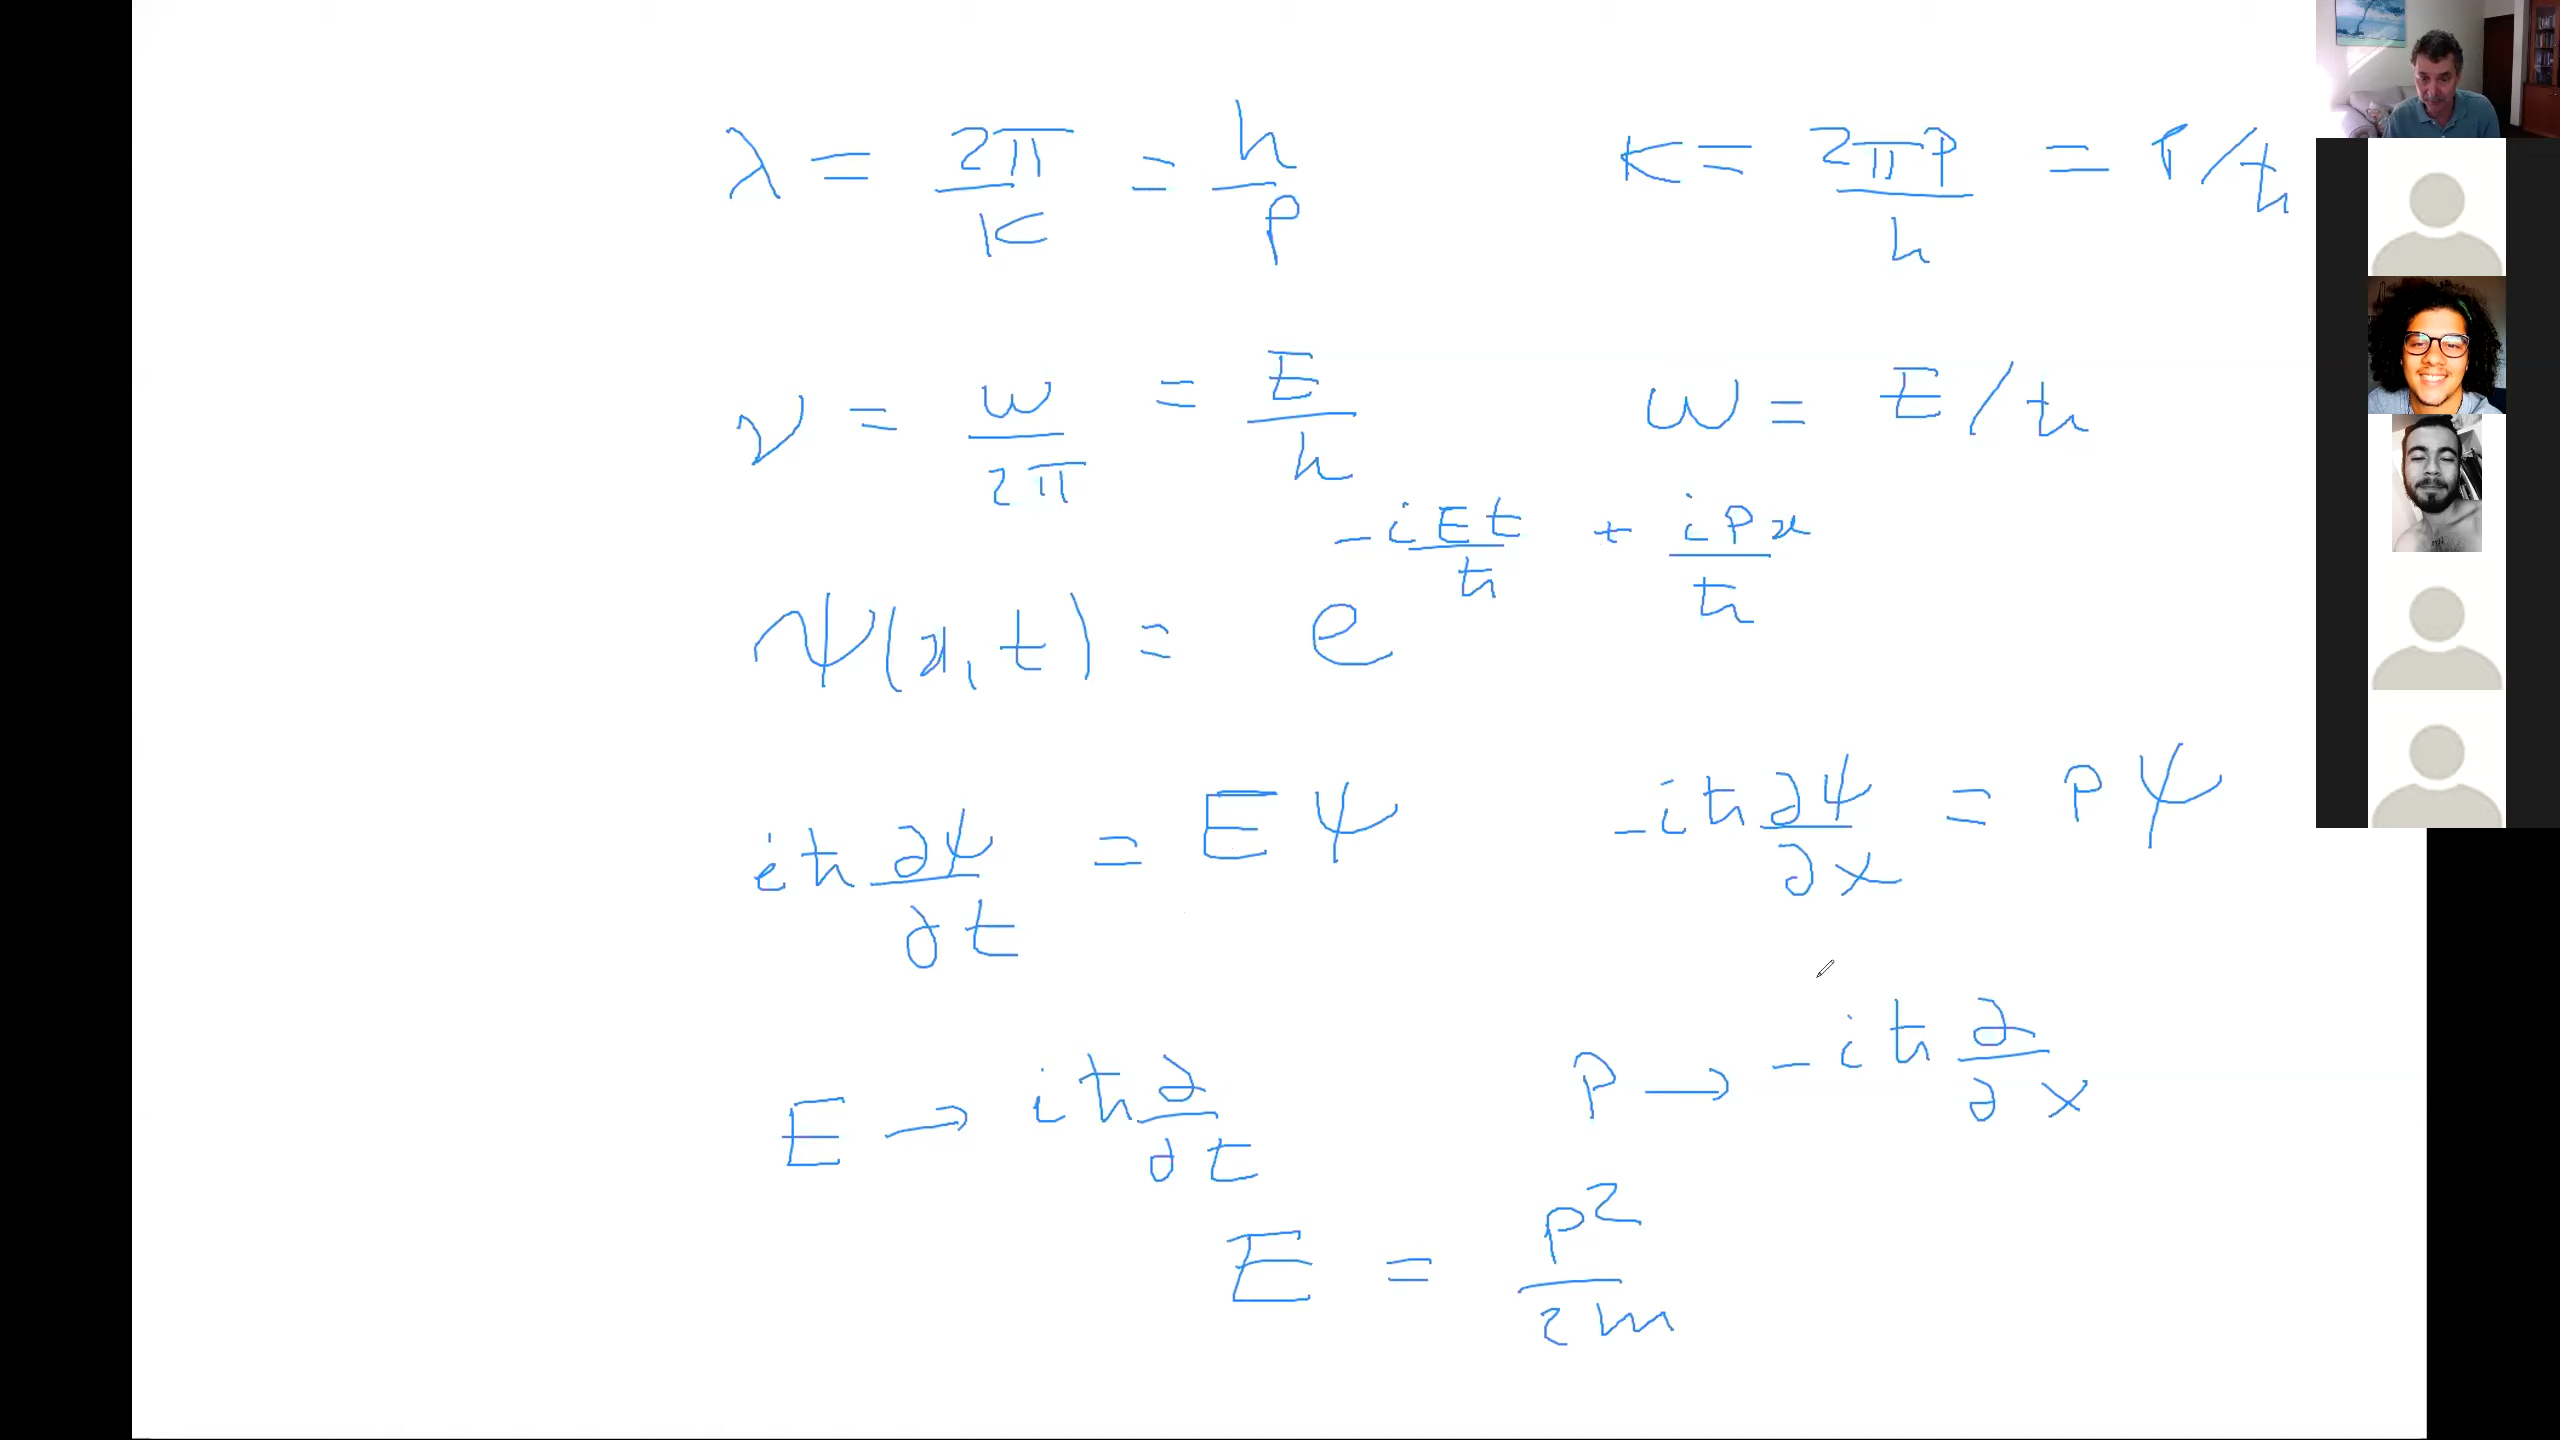 λ = 2π/K = h/P    K = 2πP/h = P/ħ
ν = w/2π = E/h    w = E/ħ
ψ(x,t) = e^(-iEt/ħ + iPx/ħ)
iħ ∂ψ/∂t = Eψ    -iħ ∂ψ/∂x = Pψ
E → iħ ∂/∂t    P → -iħ ∂/∂x
E = P²/2m